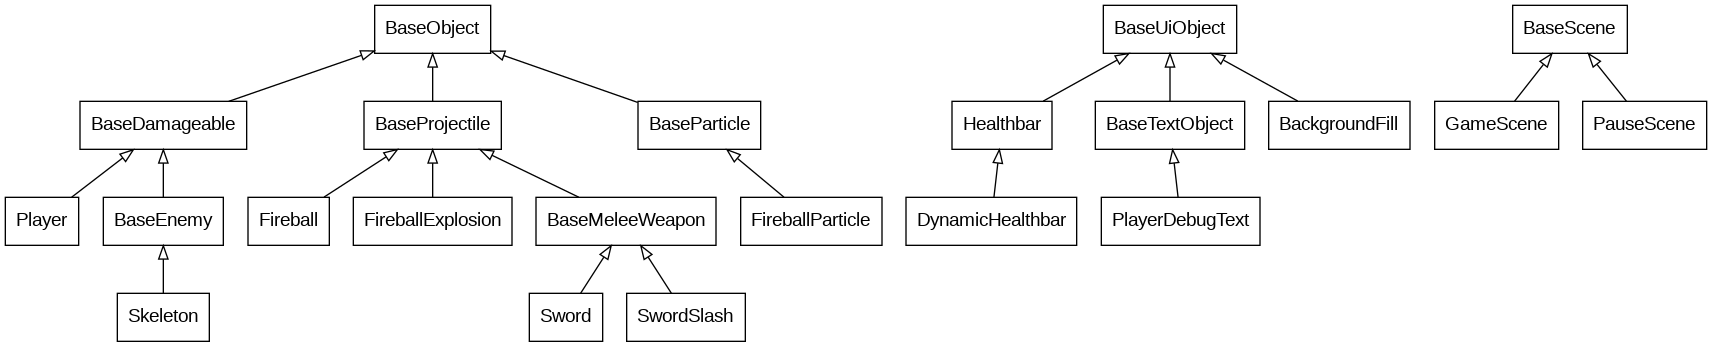 BaseObject
BaseUiObject
BaseScene
BaseDamageable
BaseProjectile
BaseParticle
Healthbar
BaseTextObject
BackgroundFill
GameScene
PauseScene
Player
BaseEnemy
Fireball
FireballExplosion
BaseMeleeWeapon
FireballParticle
DynamicHealthbar
PlayerDebugText
Skeleton
Sword
SwordSlash